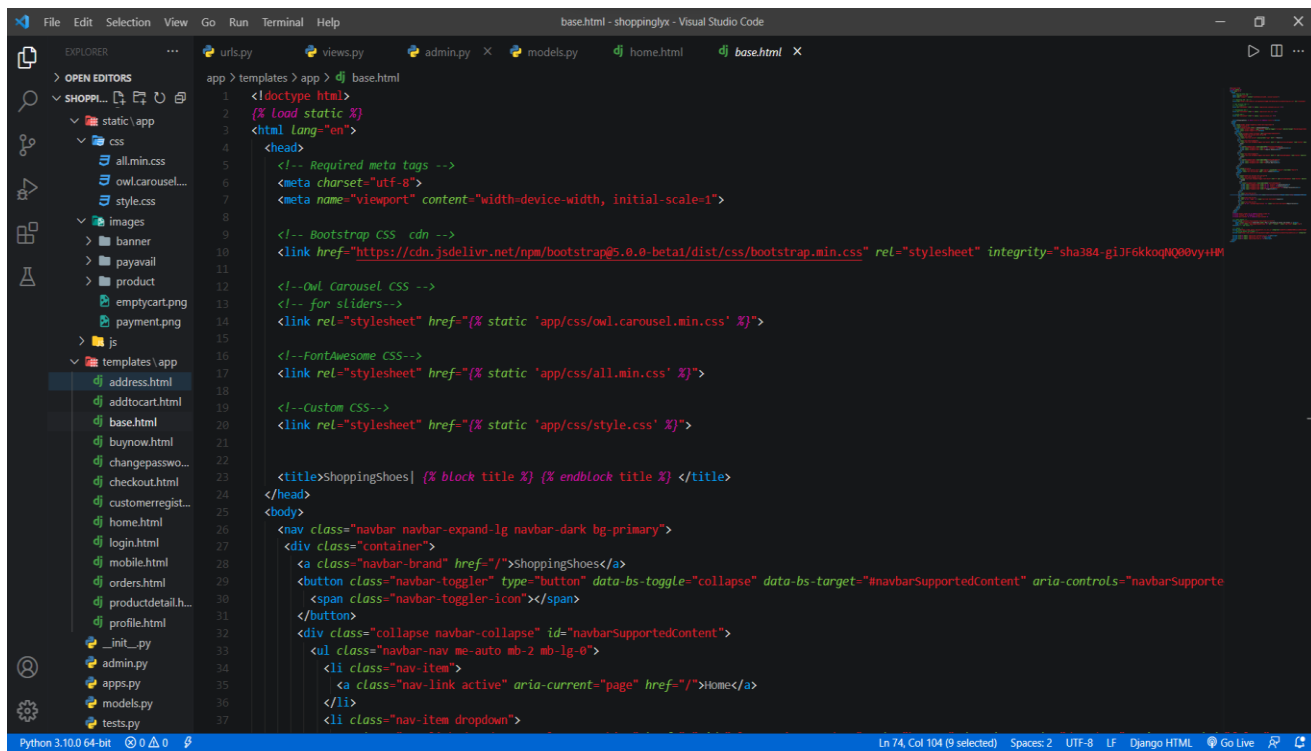 File Edit Selection View Go Run Terminal Help
base.html - shoppinglyx - Visual Studio Code
EXPLORER
> OPEN EDITORS
SHOPPI...
static \ app
css
all.min.css
owl.carousel....
style.css
images
banner
payavail
product
emptycart.png
payment.png
js
templates \ app
address.html
addtocart.html
base.html
buynow.html
changepasswo...
checkout.html
customerregist...
home.html
login.html
mobile.html
orders.html
productdetail.h...
profile.html
__init__.py
admin.py
apps.py
models.py
tests.py
urls.py views.py admin.py models.py dj home.html dj base.html
app > templates > app > dj base.html
1 <!doctype html>
2 {% load static %}
3 <html lang="en">
4 <head>
5 <!-- Required meta tags -->
6 <meta charset="utf-8">
7 <meta name="viewport" content="width=device-width, initial-scale=1">
8
9 <!-- Bootstrap CSS cdn -->
10 <link href="https://cdn.jsdelivr.net/npm/bootstrap@5.0.0-beta1/dist/css/bootstrap.min.css" rel="stylesheet" integrity="sha384-giJF6kkoqNQ00vy+HM
11
12 <!--Owl Carousel CSS -->
13 <!-- for sliders-->
14 <link rel="stylesheet" href="{% static 'app/css/owl.carousel.min.css' %}">
15
16 <!--FontAwesome CSS-->
17 <link rel="stylesheet" href="{% static 'app/css/all.min.css' %}">
18
19 <!--Custom CSS-->
20 <link rel="stylesheet" href="{% static 'app/css/style.css' %}">
21
22
23 <title>ShoppingShoes| {% block title %} {% endblock title %} </title>
24 </head>
25 <body>
26 <nav class="navbar navbar-expand-lg navbar-dark bg-primary">
27 <div class="container">
28 <a class="navbar-brand" href="/">ShoppingShoes</a>
29 <button class="navbar-toggler" type="button" data-bs-toggle="collapse" data-bs-target="#navbarSupportedContent" aria-controls="navbarSupporte
30 <span class="navbar-toggler-icon"></span>
31 </button>
32 <div class="collapse navbar-collapse" id="navbarSupportedContent">
33 <ul class="navbar-nav me-auto mb-2 mb-lg-0">
34 <li class="nav-item">
35 <a class="nav-link active" aria-current="page" href="/">Home</a>
36 </li>
37 <li class="nav-item dropdown">
Python 3.10.0 64-bit 0 0 Ln 74, Col 104 (9 selected) Spaces: 2 UTF-8 LF Django HTML Go Live